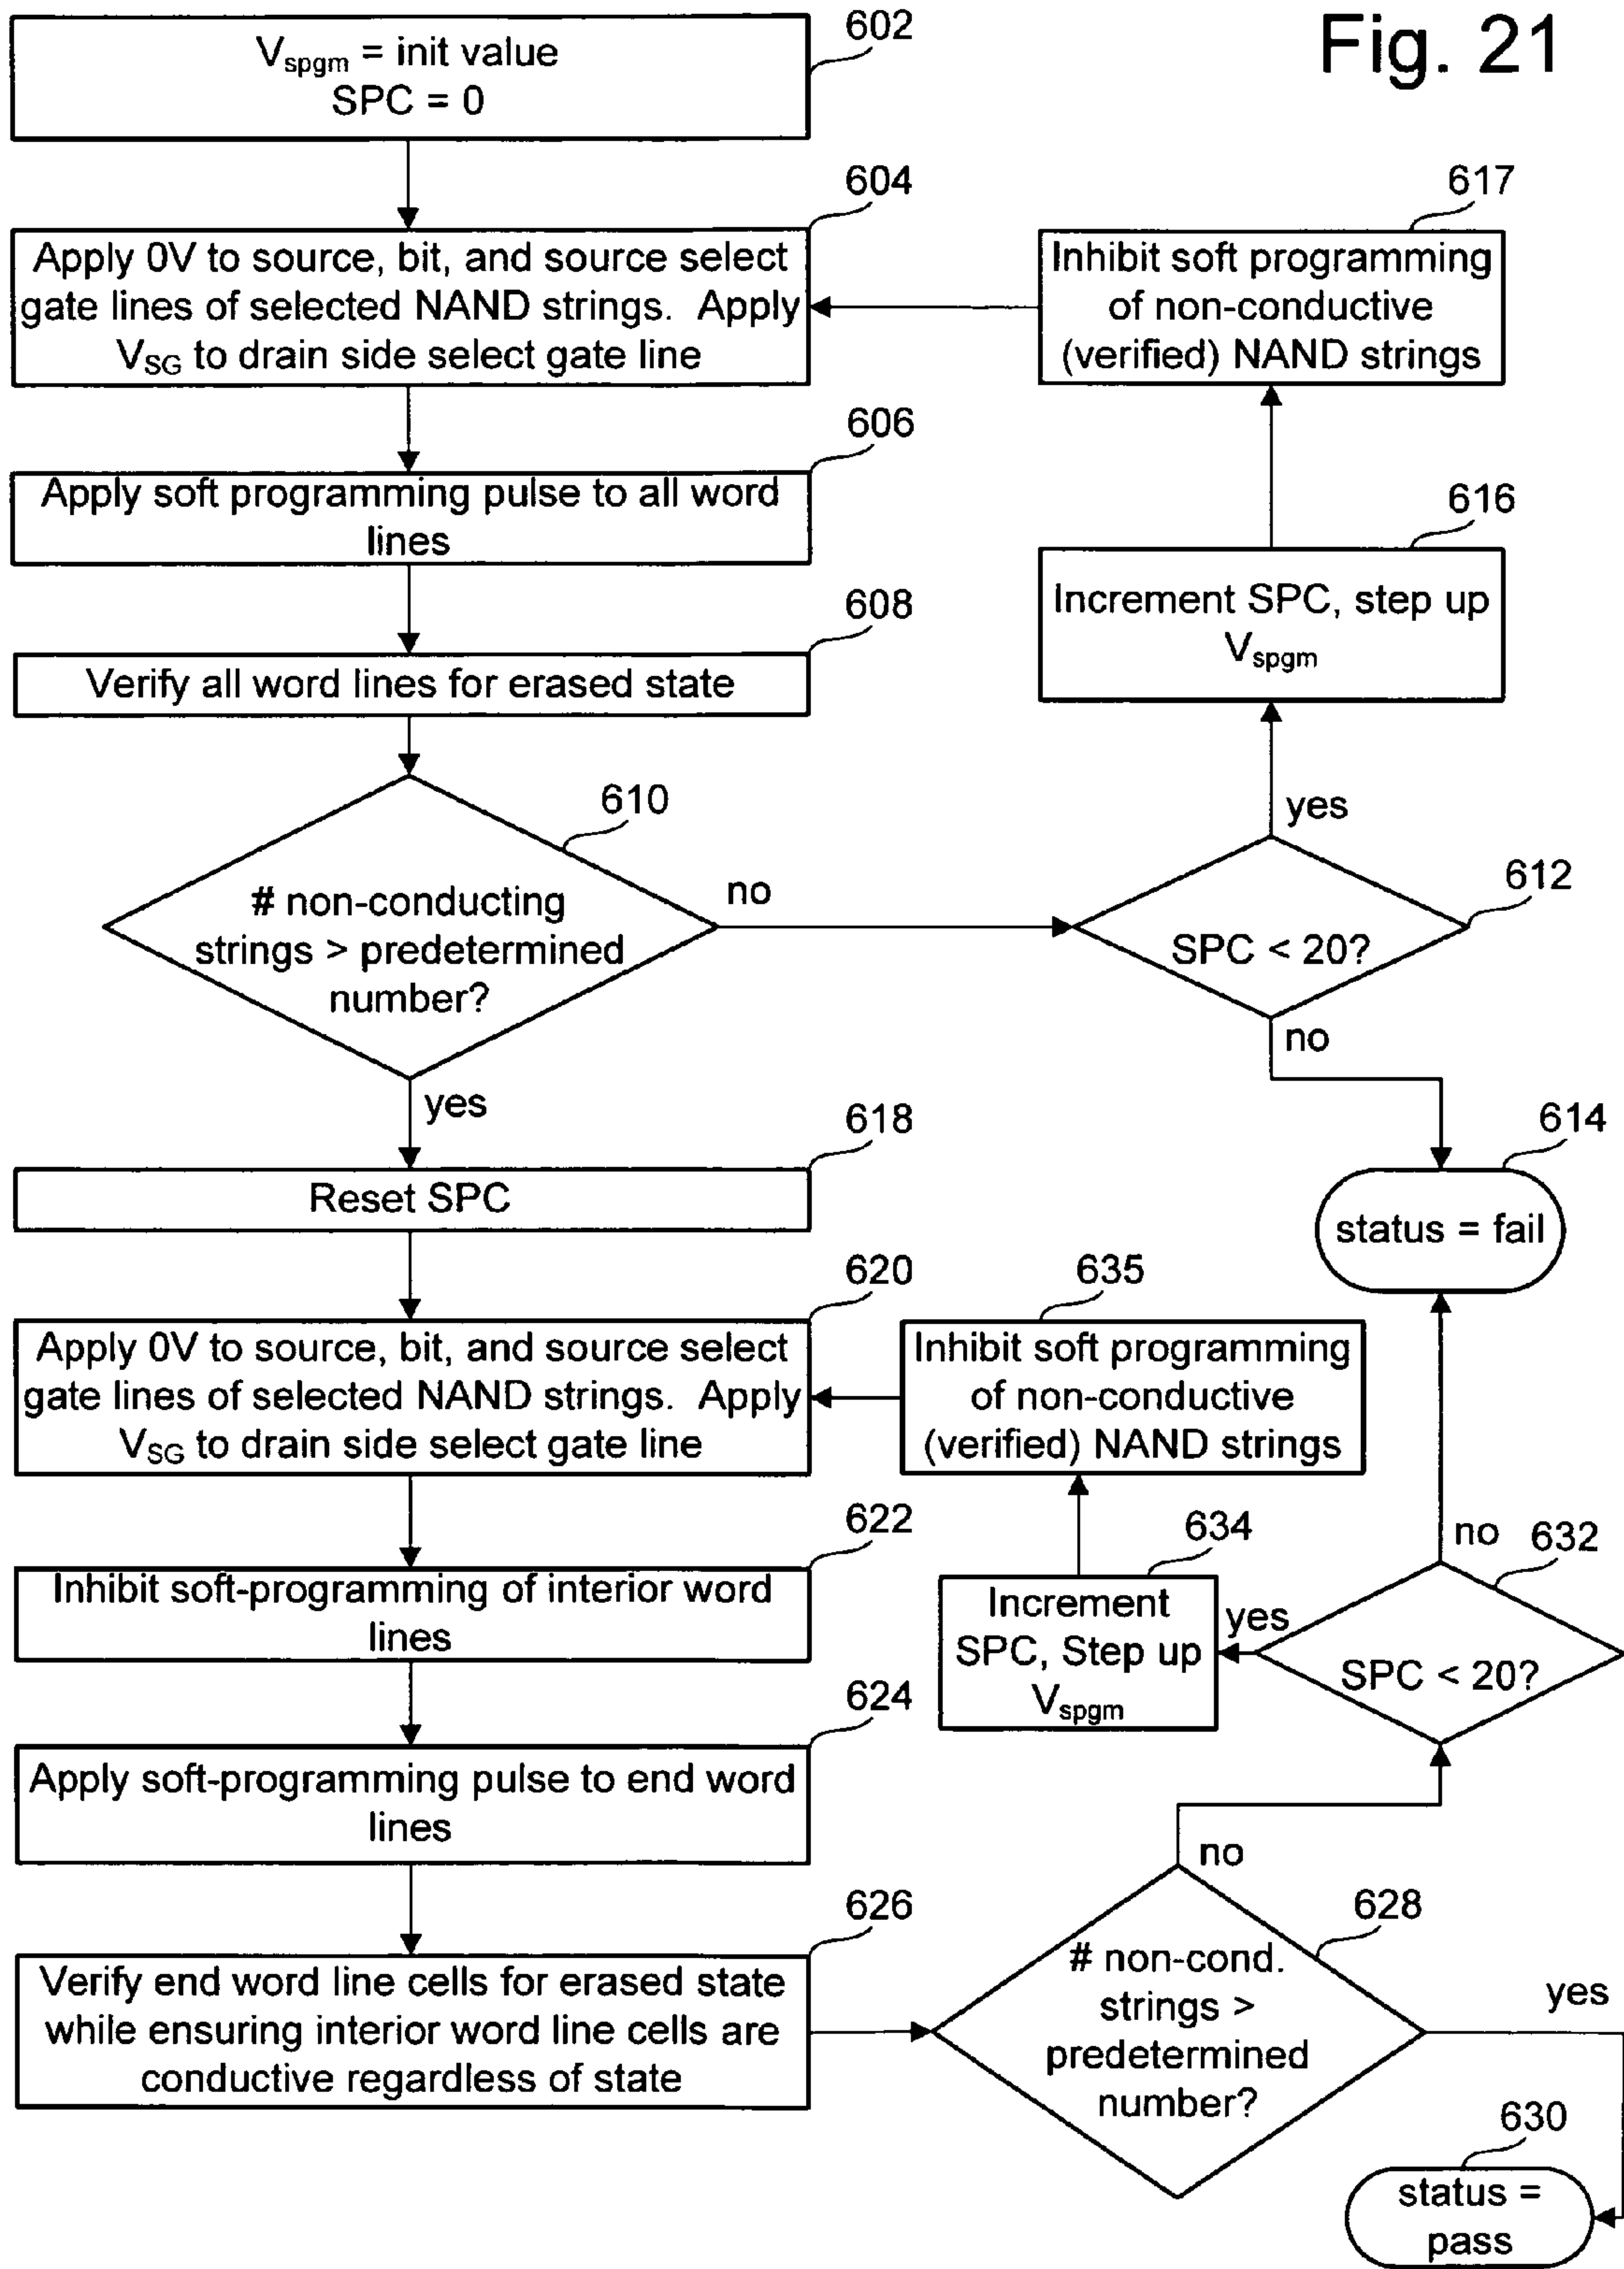 Fig. 21
602
V_spgm = init value
SPC = 0
604
Apply 0V to source, bit, and source select
gate lines of selected NAND strings. Apply
V_SG to drain side select gate line
617
Inhibit soft programming
of non-conductive
(verified) NAND strings
606
Apply soft programming pulse to all word
lines
616
Increment SPC, step up
V_spgm
608
Verify all word lines for erased state
610
# non-conducting
strings > predetermined
number?
no
yes
612
SPC < 20?
yes
no
614
status = fail
618
Reset SPC
620
Apply 0V to source, bit, and source select
gate lines of selected NAND strings. Apply
V_SG to drain side select gate line
635
Inhibit soft programming
of non-conductive
(verified) NAND strings
622
Inhibit soft-programming of interior word
lines
634
Increment
SPC, Step up
V_spgm
yes
no
632
SPC < 20?
624
Apply soft-programming pulse to end word
lines
626
Verify end word line cells for erased state
while ensuring interior word line cells are
conductive regardless of state
no
628
# non-cond.
strings >
predetermined
number?
yes
630
status =
pass